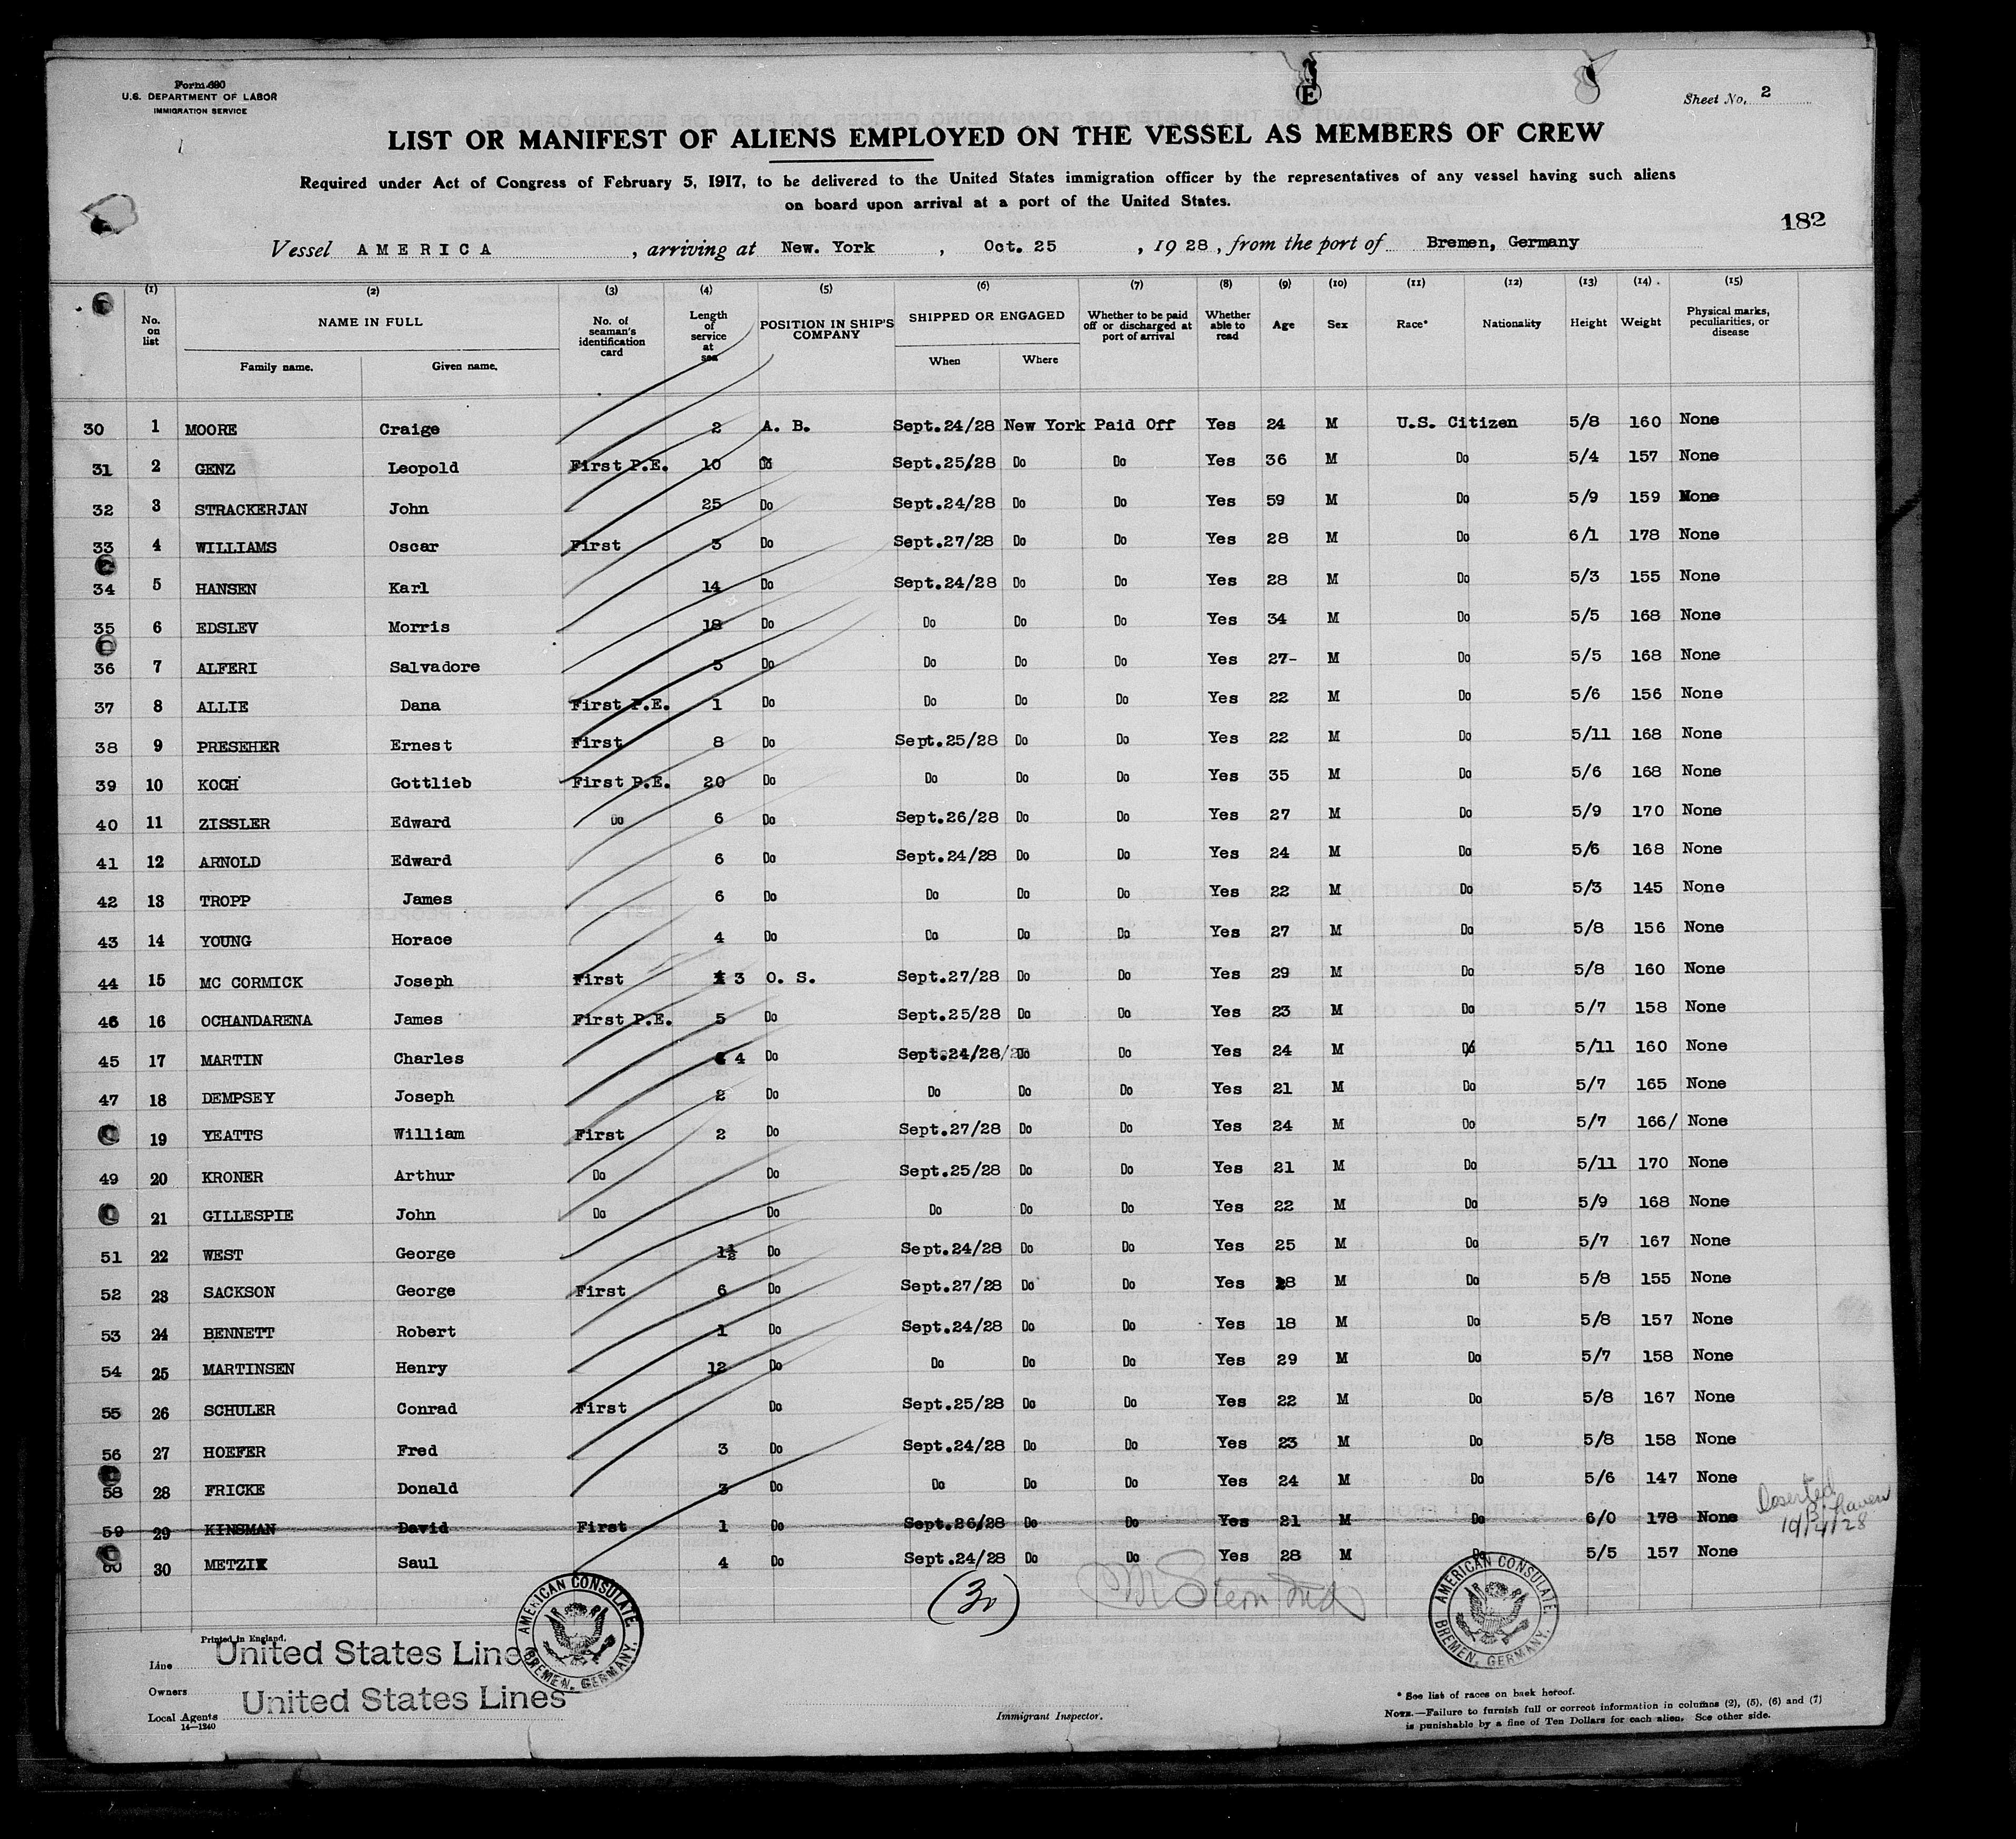 Form 680
U.S. DEPARTMENT OF LABOR
IMMIGRATION SERVICE
E
Sheet No. 2
LIST OR MANIFEST OF ALIENS EMPLOYED ON THE VESSEL AS MEMBERS OF CREW
Required under Act of Congress of February 5, 1917, to be delivered to the United States immigration officer by the representatives of any vessel having such aliens
on board upon arrival at a port of the United States.
182
Vessel AMERICA, arriving at New. York, Oct. 25, 1928, from the port of Bremen, Germany
(1) (2) (3) (4) (5) (6) (7) (8) (9) (10) (11) (12) (13) (14) (15)
No. on list NAME IN FULL No. of seaman's identification card Length of service at sea POSITION IN SHIP'S COMPANY SHIPPED OR ENGAGED Whether to be paid off or discharged at port of arrival Whether able to read Age Sex Race* Nationality Height Weight Physical marks, peculiarities, or disease
Family name. Given name. When Where
30 1 MOORE Craige 2 A. B. Sept.24/28 New York Paid Off Yes 24 M U.S. Citizen 5/8 160 None
31 2 GENZ Leopold First P.E. 10 Do Sept.25/28 Do Do Yes 36 M Do 5/4 157 None
32 3 STRACKERJAN John 25 Do Sept.24/28 Do Do Yes 59 M Do 5/9 159 None
33 4 WILLIAMS Oscar First 3 Do Sept.27/28 Do Do Yes 28 M Do 6/1 178 None
34 5 HANSEN Karl 14 Do Sept.24/28 Do Do Yes 28 M Do 5/3 155 None
35 6 EDSLEV Morris 18 Do Do Do Do Yes 34 M Do 5/5 168 None
36 7 ALFERI Salvadore 5 Do Do Do Do Yes 27- M Do 5/5 168 None
37 8 ALLIE Dana First P.E. 1 Do Do Do Do Yes 22 M Do 5/6 156 None
38 9 PRESEHER Ernest First 8 Do Sept.25/28 Do Do Yes 22 M Do 5/11 168 None
39 10 KOCH Gottlieb First P.E. 20 Do Do Do Do Yes 35 M Do 5/6 168 None
40 11 ZISSLER Edward Do 6 Do Sept.26/28 Do Do Yes 27 M Do 5/9 170 None
41 12 ARNOLD Edward 6 Do Sept.24/28 Do Do Yes 24 M Do 5/6 168 None
42 13 TROPP James 6 Do Do Do Do Yes 22 M Do 5/3 145 None
43 14 YOUNG Horace 4 Do Do Do Do Yes 27 M Do 5/8 156 None
44 15 MC CORMICK Joseph First 3 O. S. Sept.27/28 Do Do Yes 29 M Do 5/8 160 None
46 16 OCHANDARENA James First P.E. 5 Do Sept.25/28 Do Do Yes 23 M Do 5/7 158 None
45 17 MARTIN Charles 4 Do Sept.24/28 Do Do Yes 24 M Do 5/11 160 None
47 18 DEMPSEY Joseph 2 Do Do Do Do Yes 21 M Do 5/7 165 None
19 YEATTS William First 2 Do Sept.27/28 Do Do Yes 24 M Do 5/7 166/ None
49 20 KRONER Arthur Do Do Sept.25/28 Do Do Yes 21 M Do 5/11 170 None
21 GILLESPIE John Do Do Do Do Do Yes 22 M Do 5/9 168 None
51 22 WEST George 1½ Do Sept.24/28 Do Do Yes 25 M Do 5/7 167 None
52 23 SACKSON George First 6 Do Sept.27/28 Do Do Yes 28 M Do 5/8 155 None
53 24 BENNETT Robert 1 Do Sept.24/28 Do Do Yes 18 M Do 5/8 157 None
54 25 MARTINSEN Henry 12 Do Do Do Do Yes 29 M Do 5/7 158 None
55 26 SCHULER Conrad First Do Sept.25/28 Do Do Yes 22 M Do 5/8 167 None
56 27 HOEFER Fred 3 Do Sept.24/28 Do Do Yes 23 M Do 5/8 158 None
58 28 FRICKE Donald 3 Do Do Do Do Yes 24 M Do 5/6 147 None
59 29 KINSMAN David First 1 Do Sept.26/28 Do Do Yes 21 M Do 6/0 178 None Deserted B'haven 10/4/28
60 30 METZIX Saul 4 Do Sept.24/28 Do Do Yes 28 M Do 5/5 157 None
(30)
AMERICAN CONSULATE, BREMEN, GERMANY.
AMERICAN CONSULATE, BREMEN, GERMANY.
Printed in England.
Line United States Line
Owners United States Lines
Local Agents
14—1240
Immigrant Inspector.
* See list of races on back hereof.
NOTE.—Failure to furnish full or correct information in columns (2), (5), (6) and (7)
is punishable by a fine of Ten Dollars for each alien. See other side.